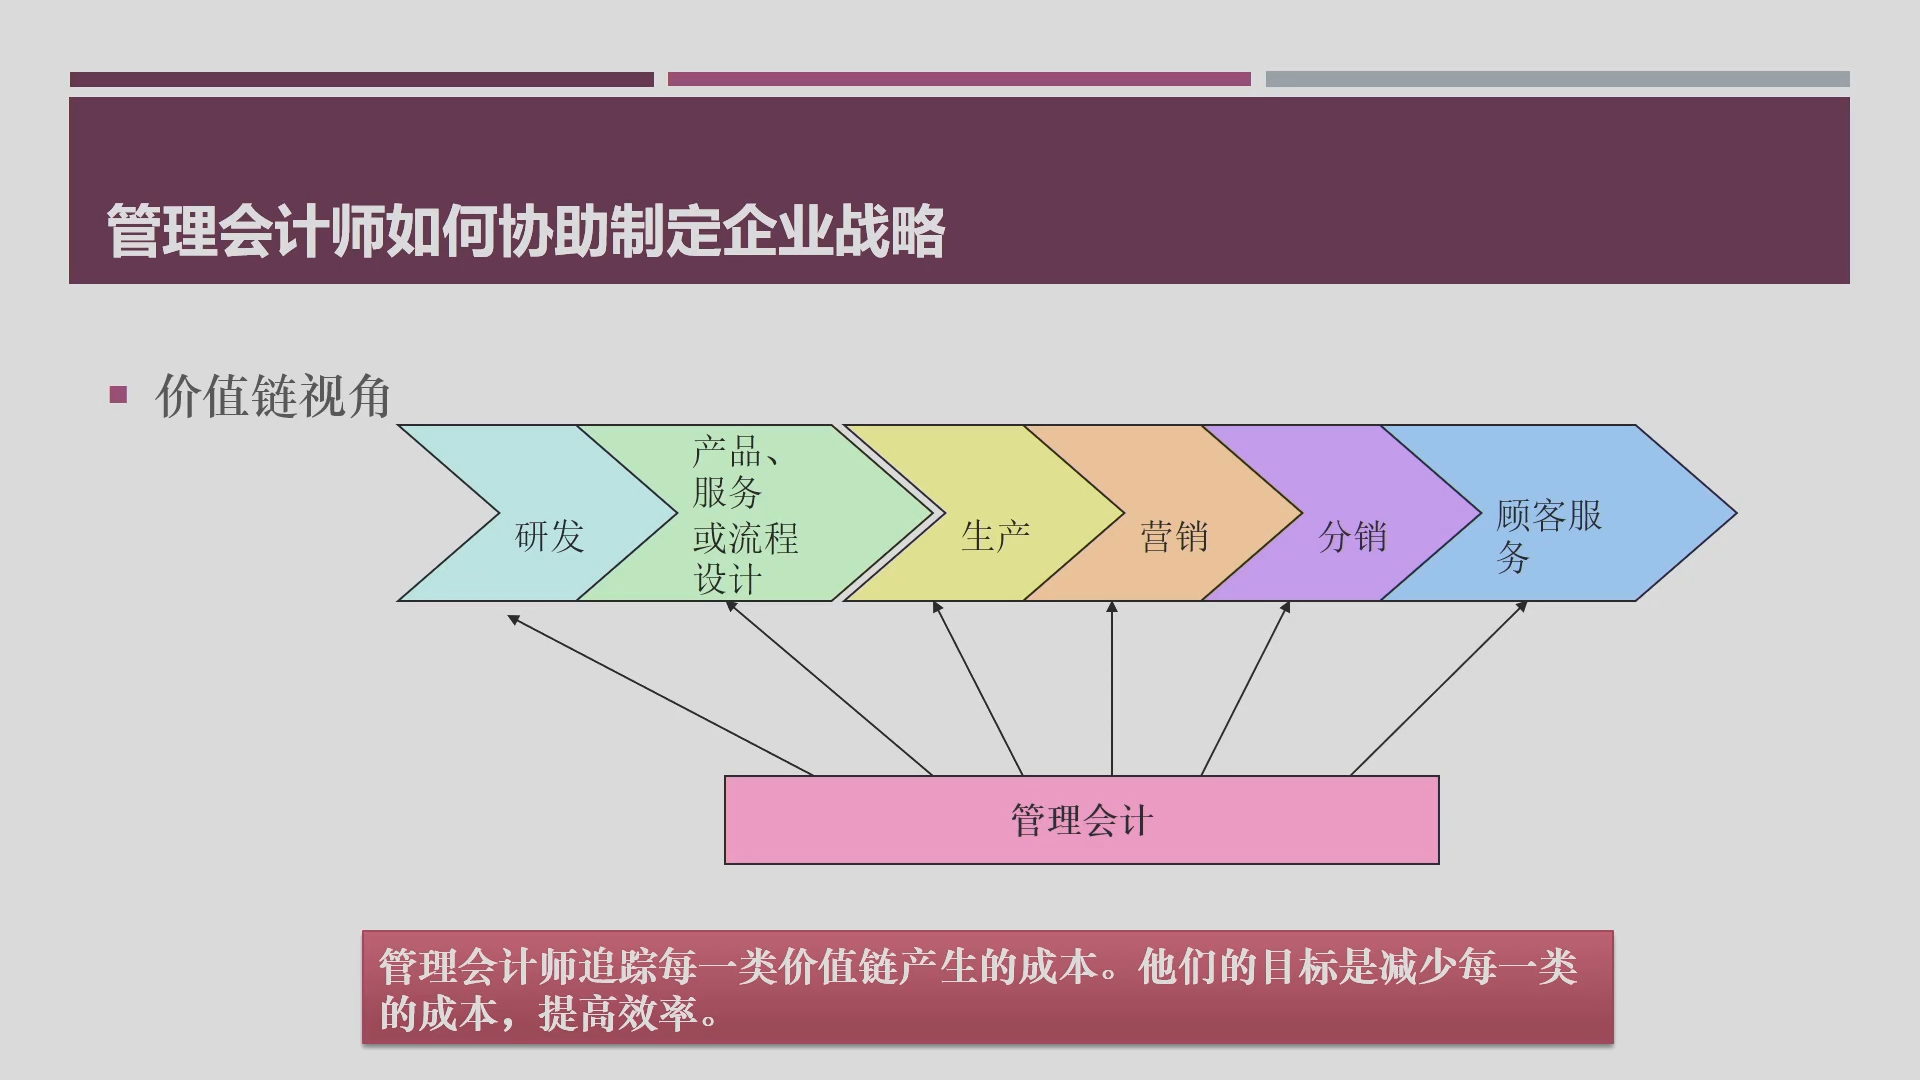 管理会计师如何协助制定企业战略
价值链视角
研发
产品、
服务
或流程
设计
生产
营销
分销
顾客服
务
管理会计
管理会计师追踪每一类价值链产生的成本。他们的目标是减少每一类
的成本，提高效率。